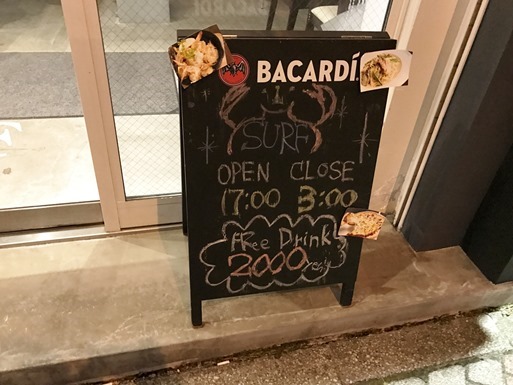 BACARDÍ
SURF
OPEN CLOSE
17:00 3:00
Free Drink
2000